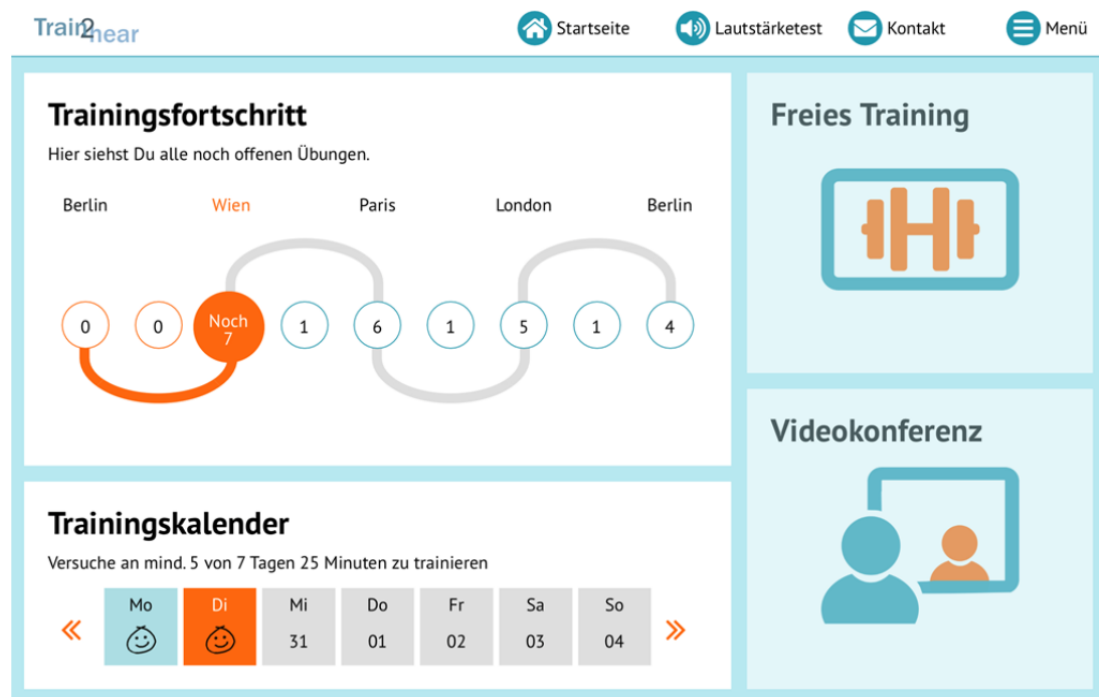 Train2hear
Startseite
Lautstärketest
Kontakt
Menü
Trainingsfortschritt
Hier siehst Du alle noch offenen Übungen.
Berlin Wien Paris London Berlin
0 0 Noch 7 1 6 1 5 1 4
Freies Training
Videokonferenz
Trainingskalender
Versuche an mind. 5 von 7 Tagen 25 Minuten zu trainieren
« Mo Di Mi Do Fr Sa So »
31 01 02 03 04